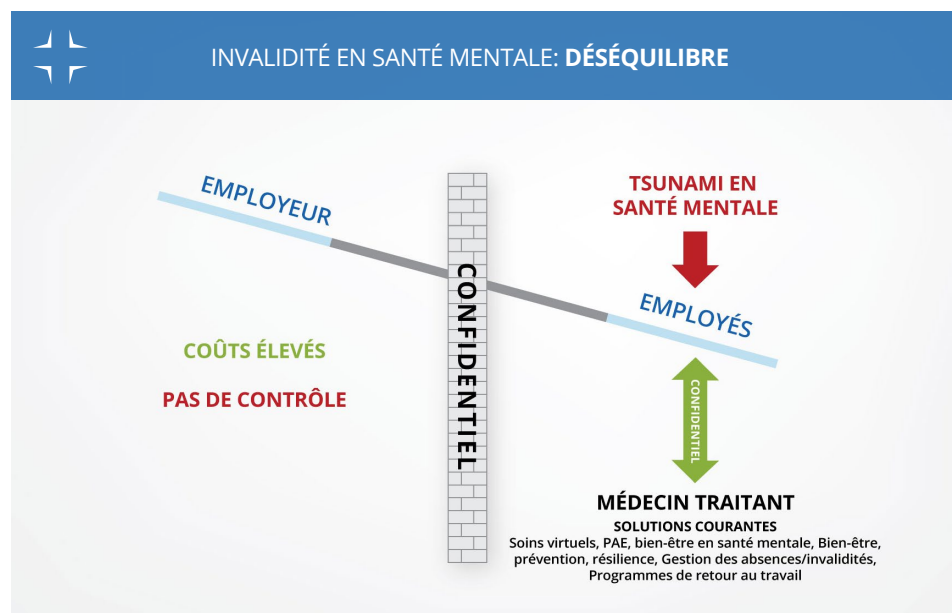 INVALIDITÉ EN SANTÉ MENTALE: DÉSÉQUILIBRE
EMPLOYEUR
COÛTS ÉLEVÉS
PAS DE CONTRÔLE
CONFIDENTIEL
TSUNAMI EN
SANTÉ MENTALE
EMPLOYÉS
CONFIDENTIEL
MÉDECIN TRAITANT
SOLUTIONS COURANTES
Soins virtuels, PAE, bien-être en santé mentale, Bien-être,
prévention, résilience, Gestion des absences/invalidités,
Programmes de retour au travail